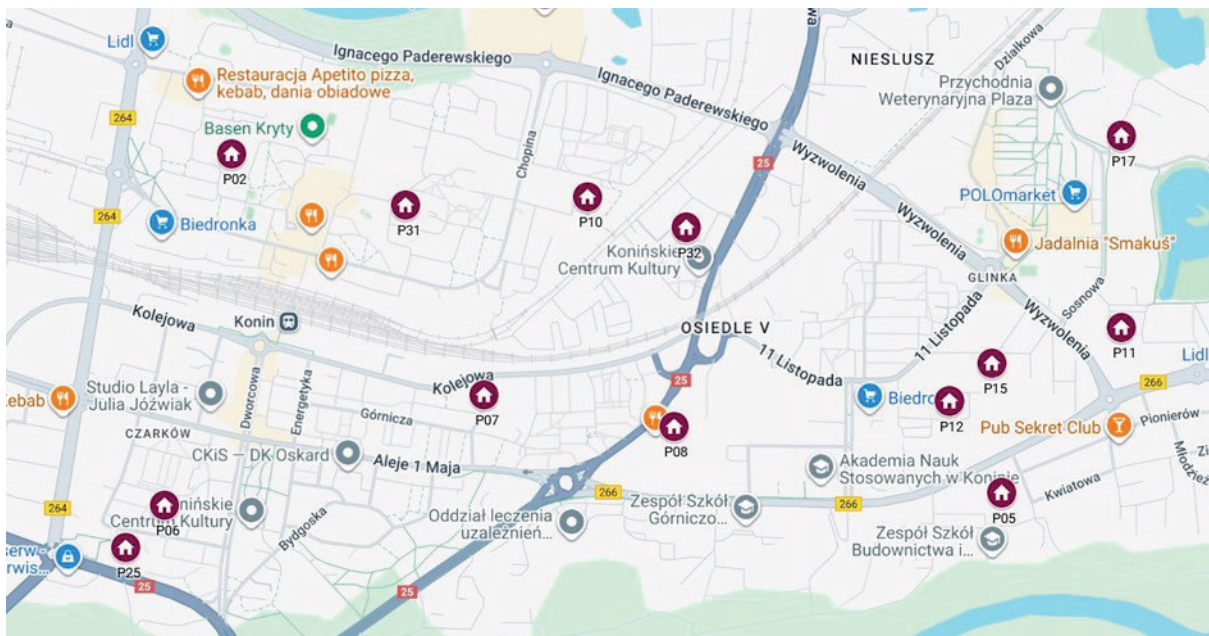 Lidl
Ignacego Paderewskiego
Restauracja Apetito pizza,
kebab, dania obiadowe
264
Basen Kryty
P02
264
Biedronka
P31
Chopina
P10
Ignacego Paderewskiego
25
NIESŁUSZ
Działkowa
Przychodnia
Weterynaryjna Plaza
Wyzwolenia
P17
POLOmarket
Wyzwolenia
Jadalnia "Smakuś"
GLINKA
Konińskie
Centrum Kultury
P32
Kolejowa
Konin
OSIEDLE V
Sosnowa
Wyzwolenia
P11
11 Listopada
11 Listopada
Lidl
266
Kolejowa
25
P15
Studio Layla -
Julia Jóźwiak
Kebab
Dworcowa
Energetyka
Górnicza
P07
P08
P12
Pub Sekret Club
Pionierów
CZARKÓW
CKiS — DK Oskard
Aleje 1 Maja
266
Akademia Nauk
Stosowanych w Koninie
266
Kwiatowa
P05
264
Konińskie
Centrum Kultury
P06
P25
Bydgoska
Oddział leczenia
uzależnień...
Zespół Szkół
Górniczo...
Zespół Szkół
Budownictwa i...
25
25